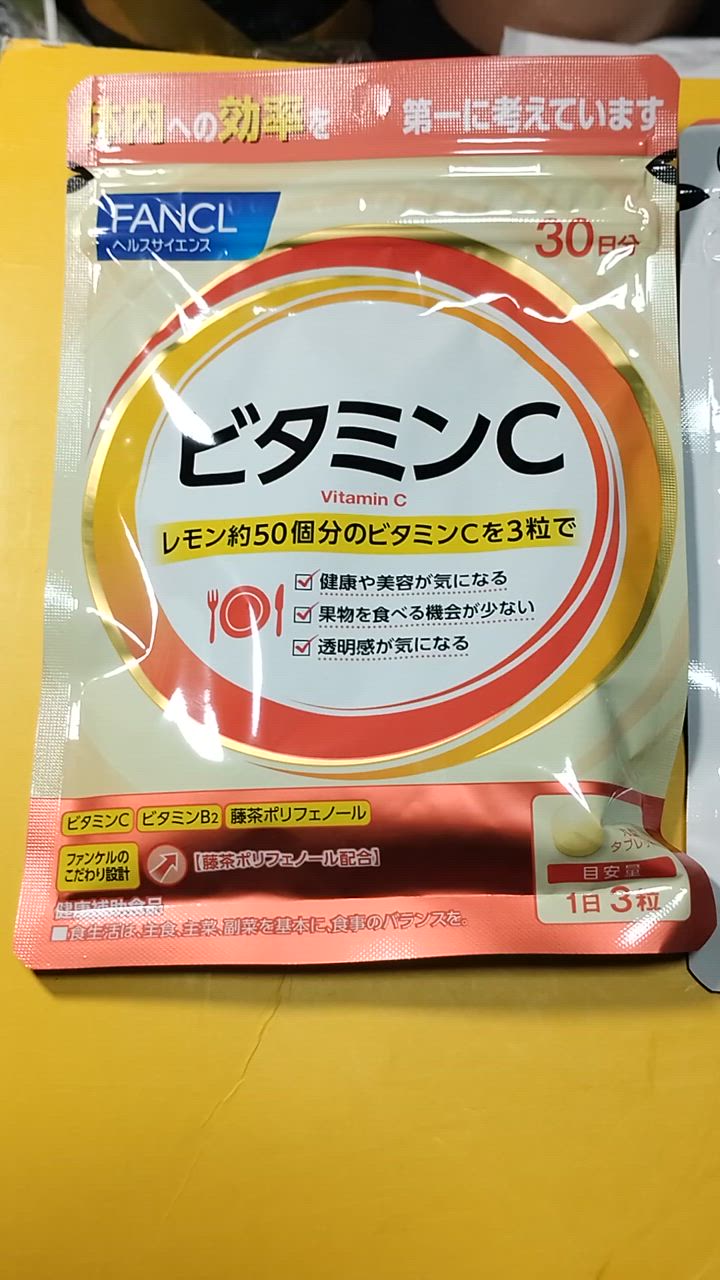 体内への効率を 第一に考えています
FANCL
ヘルスサイエンス
30日分
ビタミンC
Vitamin C
レモン約50個分のビタミンCを3粒で
健康や美容が気になる
果物を食べる機会が少ない
透明感が気になる
ビタミンC ビタミンB2 藤茶ポリフェノール
ファンケルの
こだわり設計
【藤茶ポリフェノール配合】
タブレット
目安量
1日3粒
健康補助食品
■食生活は、主食、主菜、副菜を基本に、食事のバランスを。